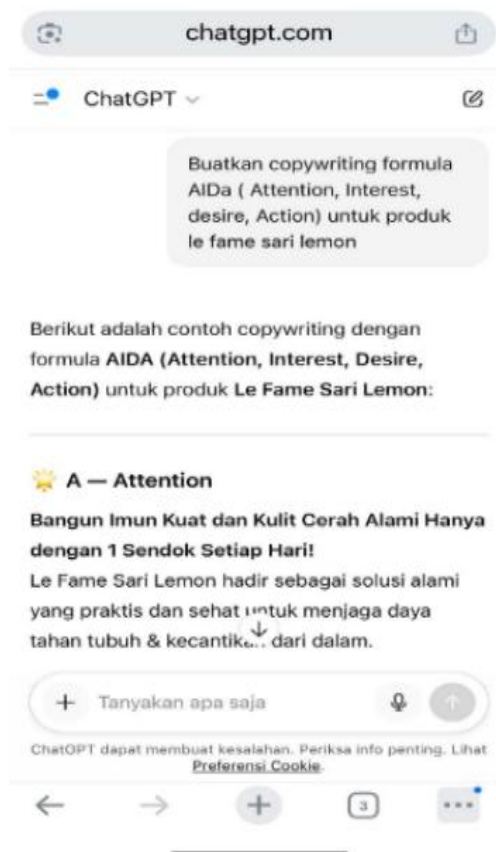 chatgpt.com
ChatGPT
Buatkan copywriting formula
AIDa ( Attention, Interest,
desire, Action) untuk produk
le fame sari lemon
Berikut adalah contoh copywriting dengan
formula AIDA (Attention, Interest, Desire,
Action) untuk produk Le Fame Sari Lemon:
A — Attention
Bangun Imun Kuat dan Kulit Cerah Alami Hanya
dengan 1 Sendok Setiap Hari!
Le Fame Sari Lemon hadir sebagai solusi alami
yang praktis dan sehat untuk menjaga daya
tahan tubuh & dari dalam.
Tanyakan apa saja
ChatGPT dapat membuat kesalahan. Periksa info penting. Lihat
Preferensi Cookie.
3